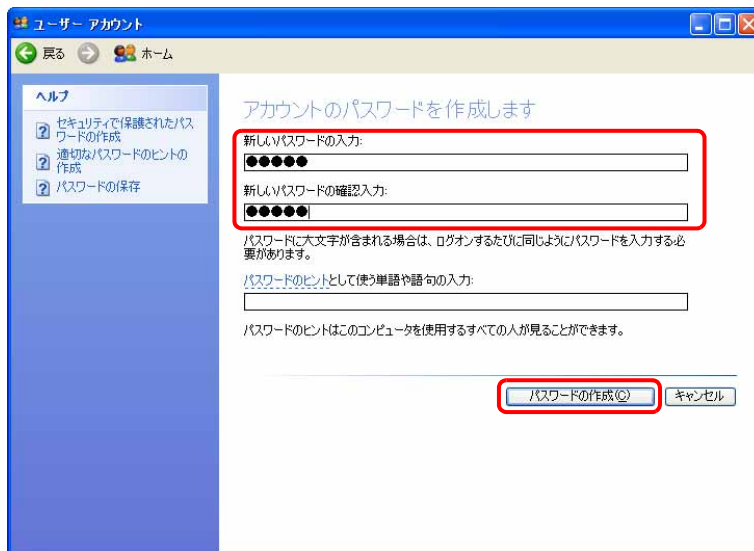 ユーザー アカウント
戻る ホーム
ヘルプ
セキュリティで保護されたパス
ワードの作成
適切なパスワードのヒントの
作成
パスワードの保存
アカウントのパスワードを作成します
新しいパスワードの入力:
●●●●●
新しいパスワードの確認入力:
●●●●●
パスワードに大文字が含まれる場合は、ログオンするたびに同じようにパスワードを入力する必
要があります。
パスワードのヒントとして使う単語や語句の入力:
パスワードのヒントはこのコンピュータを使用するすべての人が見ることができます。
パスワードの作成(C) キャンセル